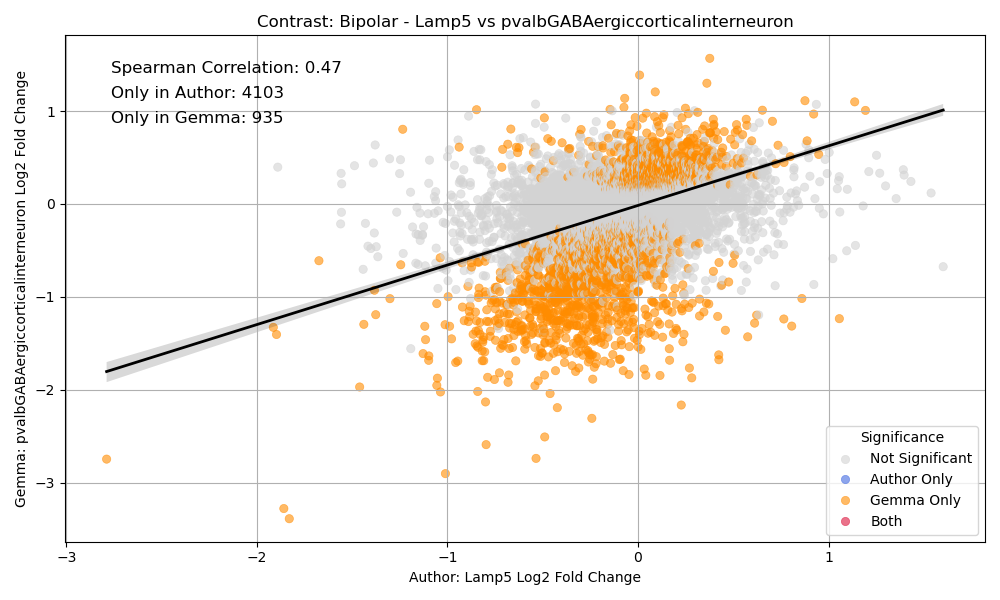 Contrast: Bipolar - Lamp5 vs pvalbGABAergiccorticalinterneuron
Spearman Correlation: 0.47
Only in Author: 4103
Only in Gemma: 935
Gemma: pvalbGABAergiccorticalinterneuron Log2 Fold Change
1
0
−1
−2
−3
Significance
Not Significant
Author Only
Gemma Only
Both
−3 −2 −1 0 1
Author: Lamp5 Log2 Fold Change